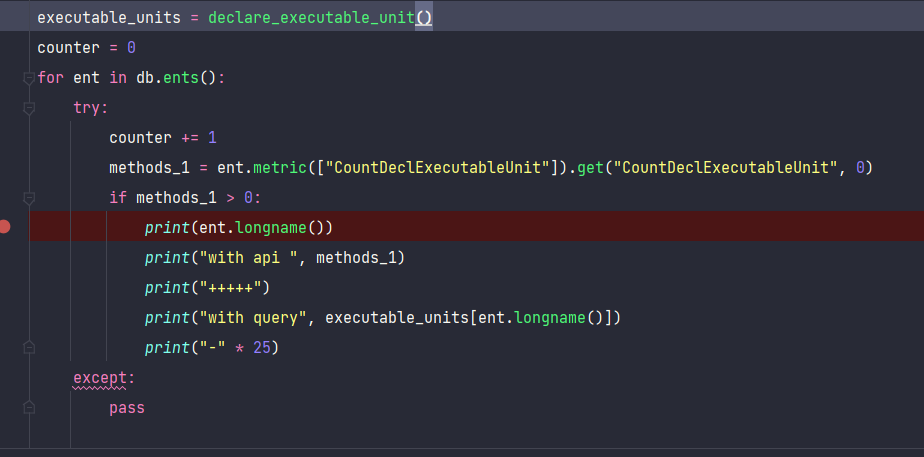 executable_units = declare_executable_unit()
counter = 0
for ent in db.ents():
    try:
        counter += 1
        methods_1 = ent.metric(["CountDeclExecutableUnit"]).get("CountDeclExecutableUnit", 0)
        if methods_1 > 0:
            print(ent.longname())
            print("with api ", methods_1)
            print("+++++")
            print("with query", executable_units[ent.longname()])
            print("-" * 25)
    except:
        pass